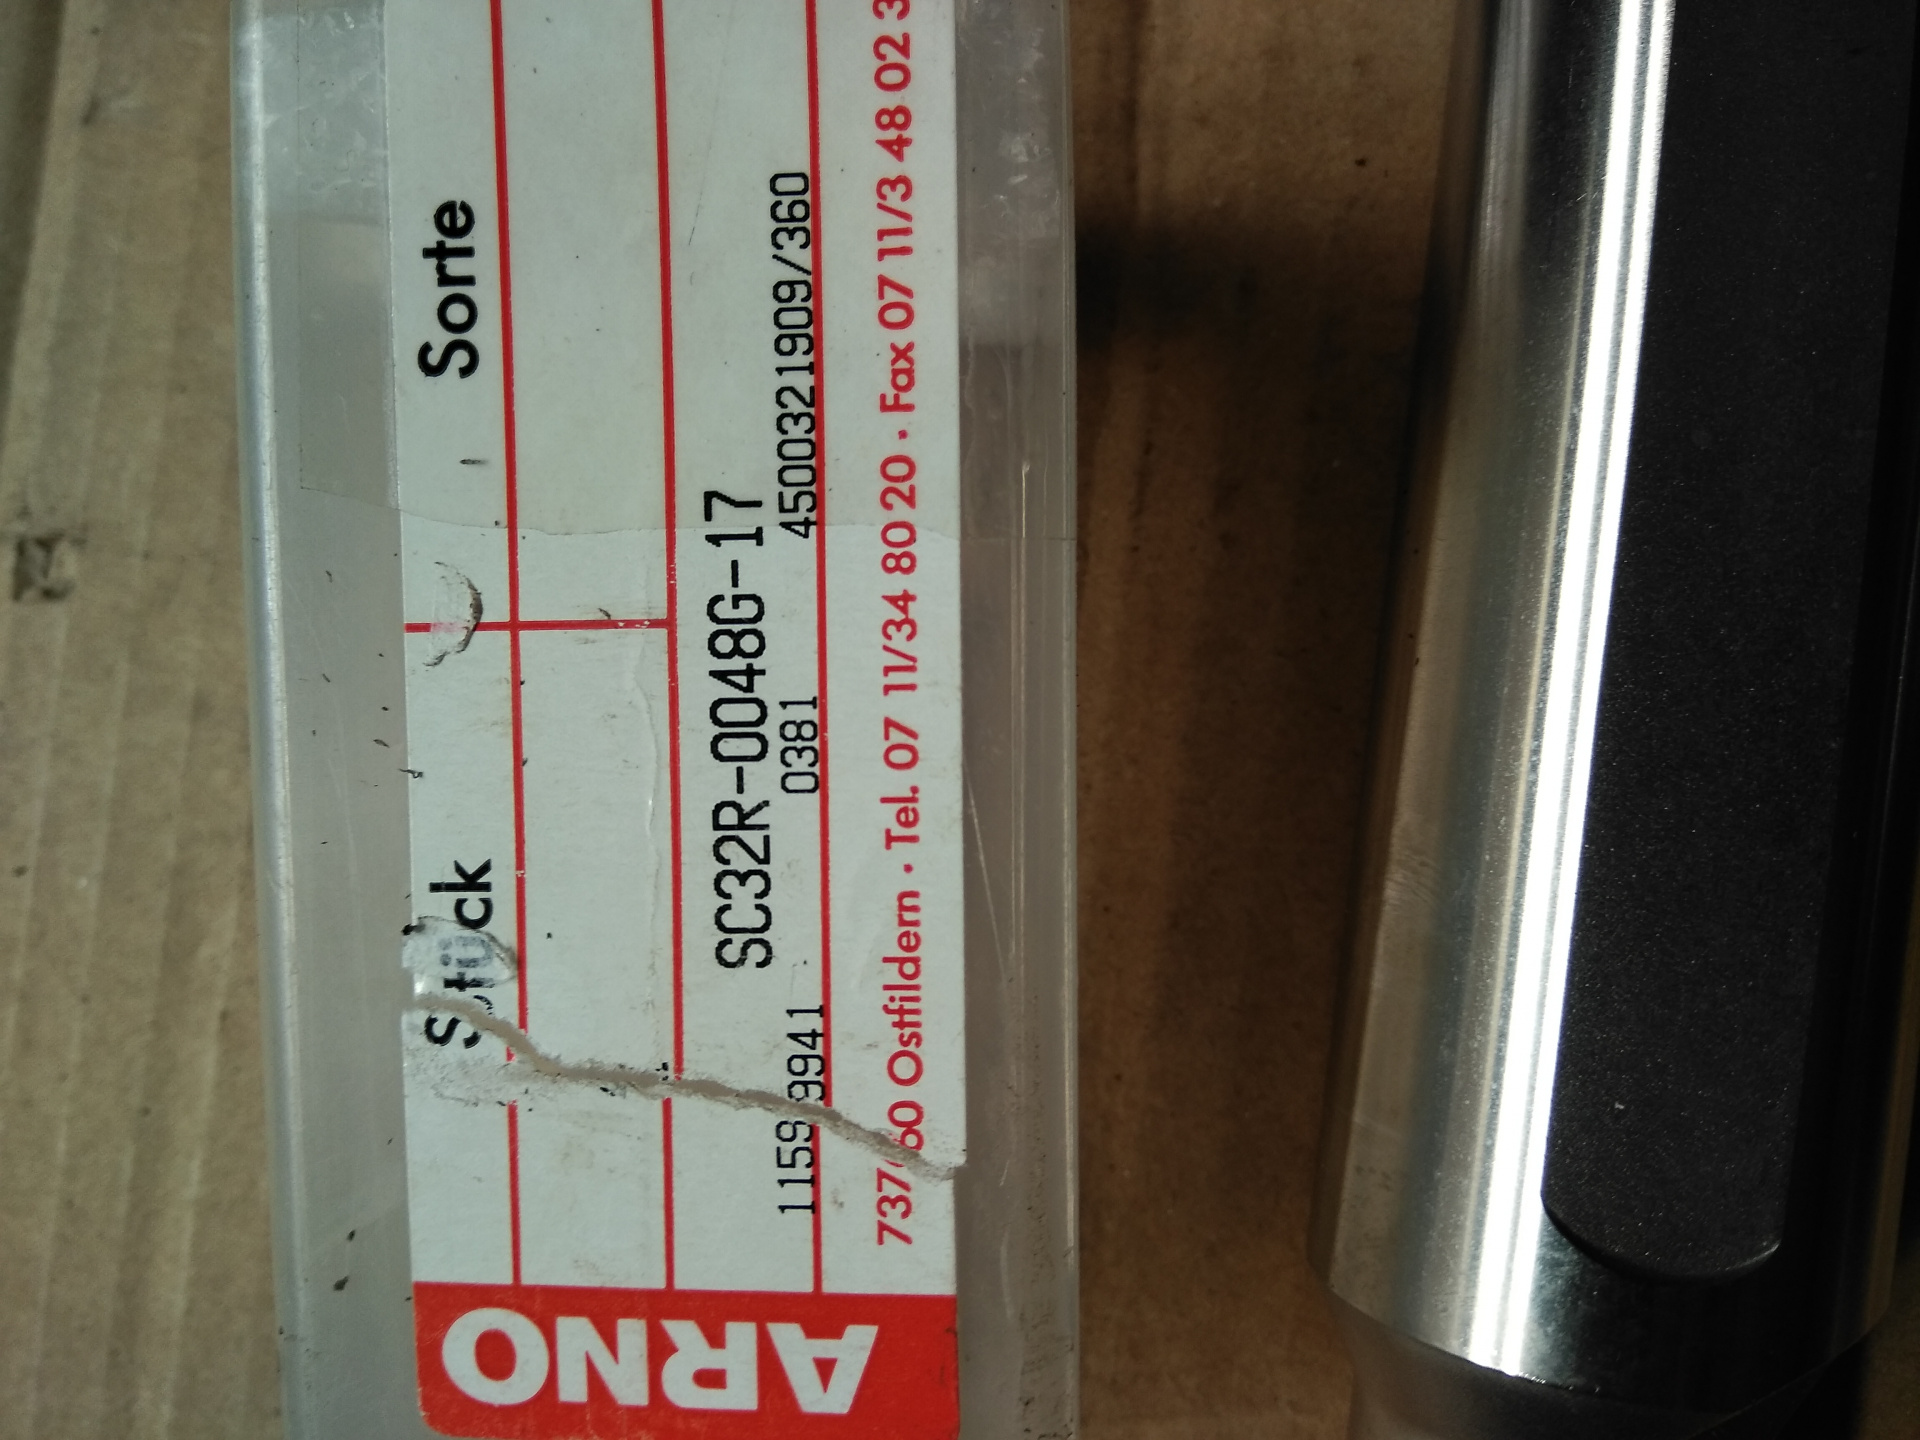 ARNO
Stück Sorte
SC32R-0048G-17
1159 9941 0381 4500321909/360
737 60 Ostfildern · Tel. 07 11/34 80 20 · Fax 07 11/3 48 02 3